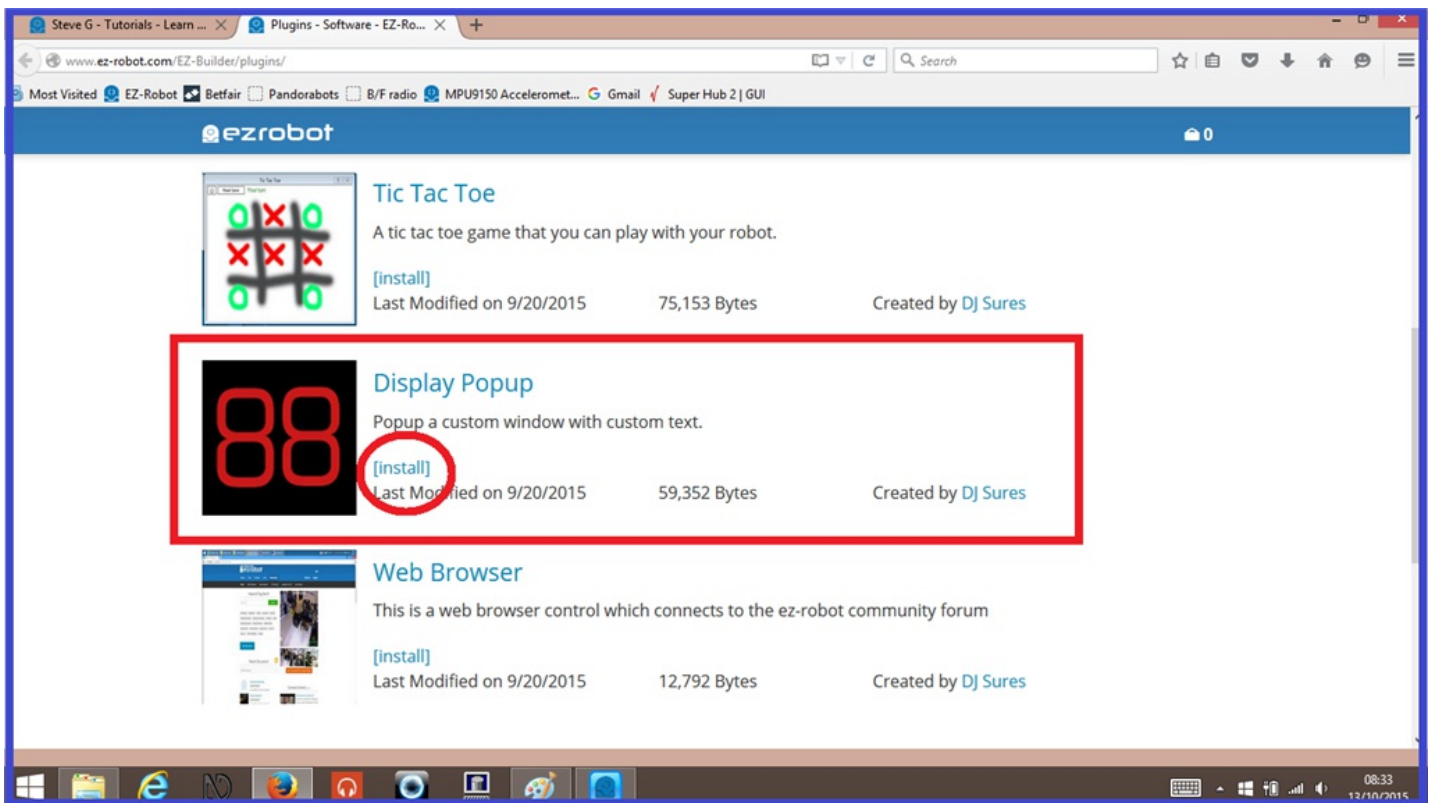 Steve G - Tutorials - Learn ...
Plugins - Software - EZ-Ro...
www.ez-robot.com/EZ-Builder/plugins/
Search
Most Visited EZ-Robot Betfair Pandorabots B/F radio MPU9150 Acceleromet... Gmail Super Hub 2 | GUI
ezrobot
0
Tic Tac Toe
A tic tac toe game that you can play with your robot.
[install]
Last Modified on 9/20/2015 75,153 Bytes Created by DJ Sures
88
Display Popup
Popup a custom window with custom text.
[install]
Last Modified on 9/20/2015 59,352 Bytes Created by DJ Sures
Web Browser
This is a web browser control which connects to the ez-robot community forum
[install]
Last Modified on 9/20/2015 12,792 Bytes Created by DJ Sures
08:33
13/10/2015